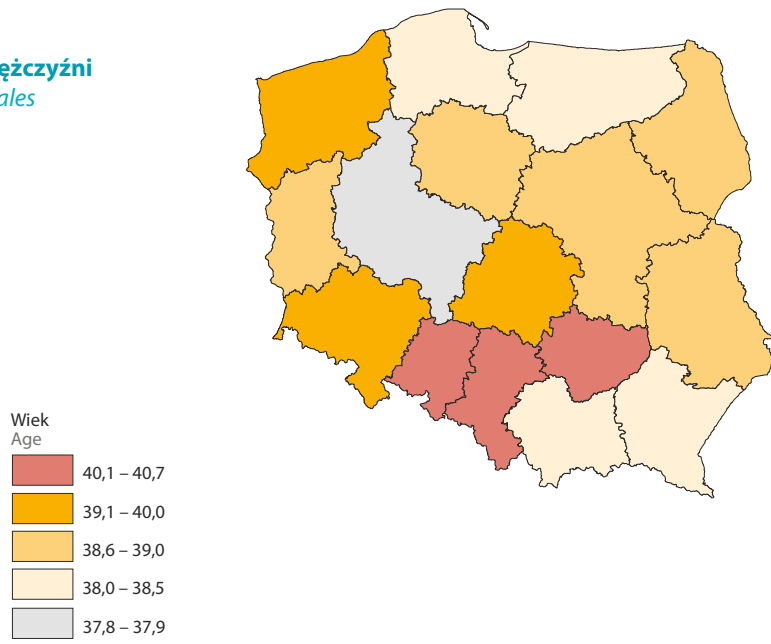 ężczyźni
ales
Wiek
Age
40,1 – 40,7
39,1 – 40,0
38,6 – 39,0
38,0 – 38,5
37,8 – 37,9